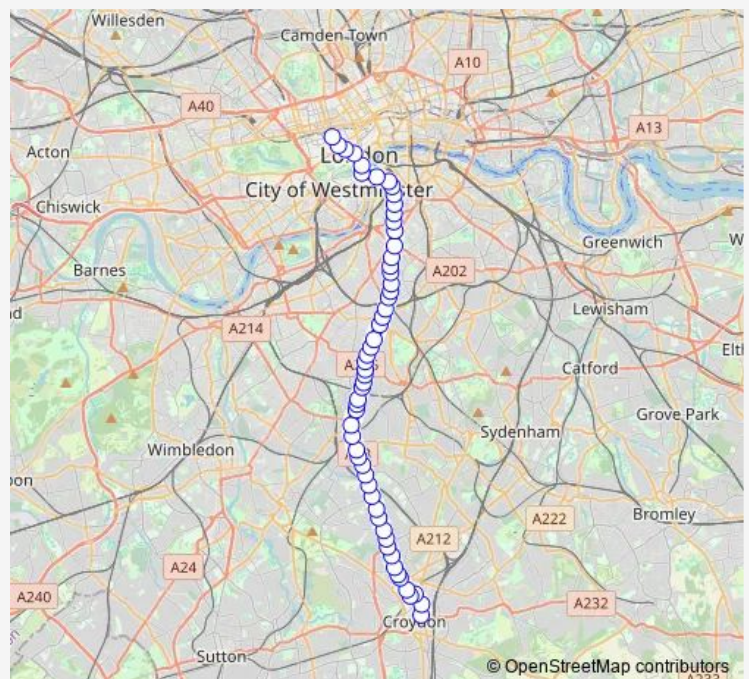 Willesden
Camden Town
A10
A40
A13
Acton
London
City of Westminster
Chiswick
Greenwich
Barnes
A202
Lewisham
A214
Catford
Grove Park
Sydenham
Wimbledon
Bromley
A222
A212
A24
A240
A232
Croydon
Sutton
© OpenStreetMap contributors